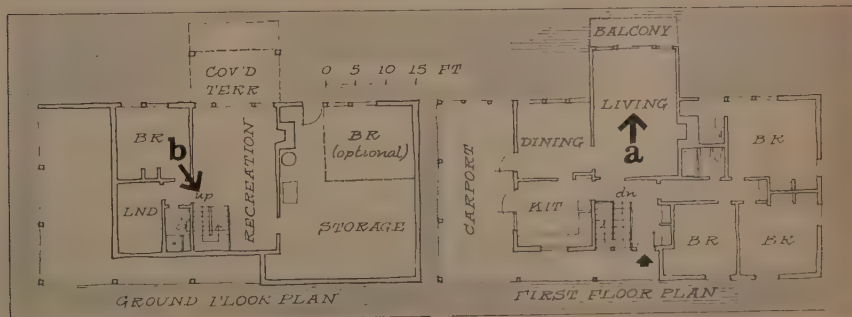 BALCONY
COV'D
TERR
0 5 10 15 FT
LIVING
a
BR
b
up
RECREATION
BR
(optional)
LND
STORAGE
CARPORT
DINING
KIT
dn
BR
BR
BR
GROUND FLOOR PLAN
FIRST FLOOR PLAN